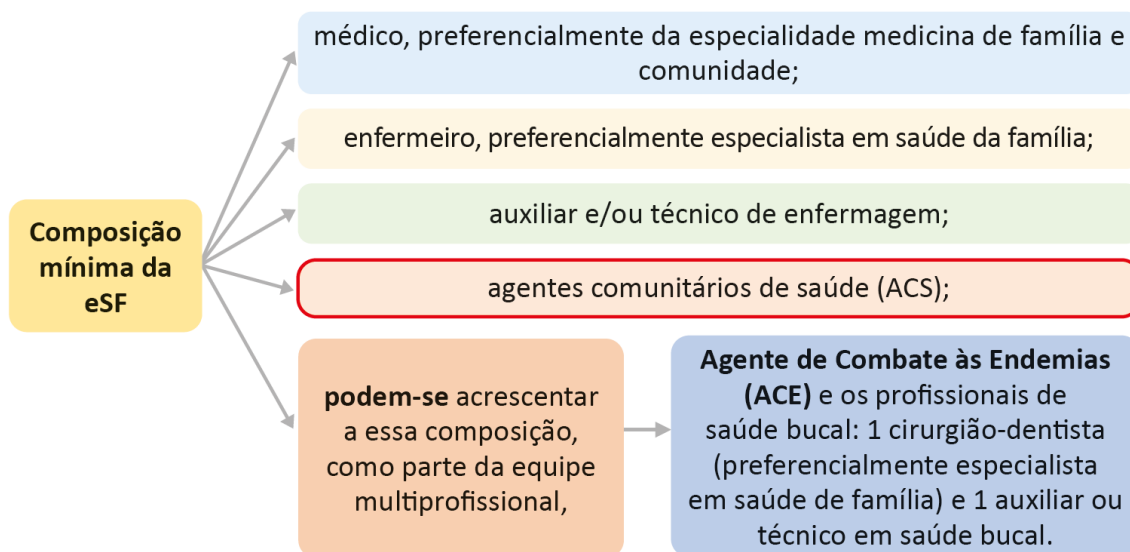 Composição
mínima da
eSF
médico, preferencialmente da especialidade medicina de família e
comunidade;
enfermeiro, preferencialmente especialista em saúde da família;
auxiliar e/ou técnico de enfermagem;
agentes comunitários de saúde (ACS);
podem-se acrescentar
a essa composição,
como parte da equipe
multiprofissional,
Agente de Combate às Endemias
(ACE) e os profissionais de
saúde bucal: 1 cirurgião-dentista
(preferencialmente especialista
em saúde de família) e 1 auxiliar ou
técnico em saúde bucal.